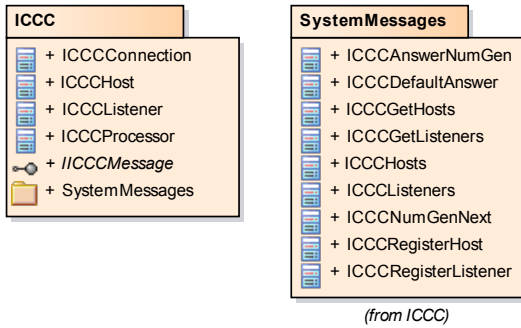 ICCC
+ ICCCConnection
+ ICCCHost
+ ICCCListener
+ ICCCProcessor
+ IICCCMessage
+ SystemMessages
SystemMessages
+ ICCCAnswerNumGen
+ ICCCDefaultAnswer
+ ICCCGetHosts
+ ICCCGetListeners
+ ICCCHosts
+ ICCCListeners
+ ICCCNumGenNext
+ ICCCRegisterHost
+ ICCCRegisterListener
(from ICCC)